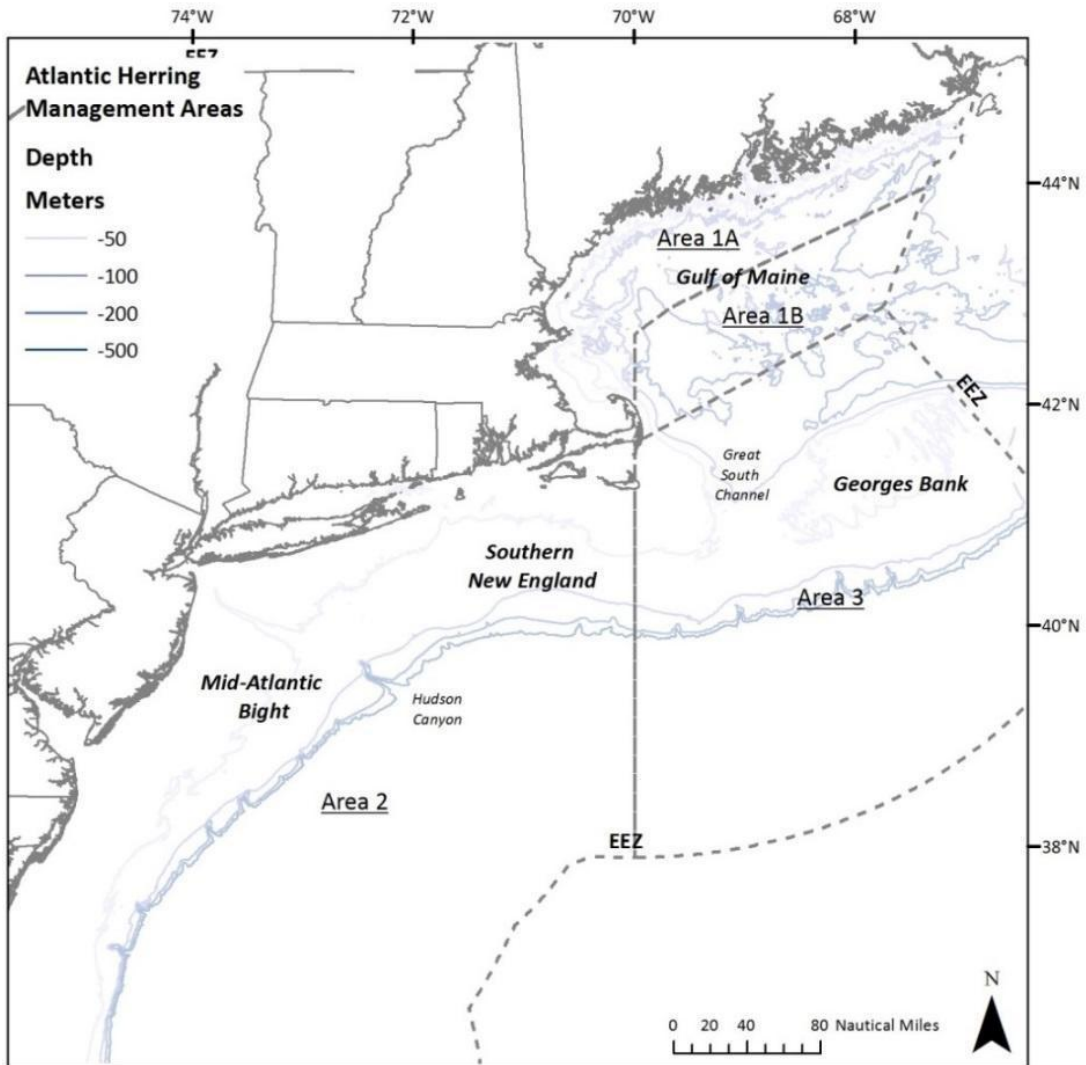 74°W
72°W
70°W
68°W
EEZ
Atlantic Herring
Management Areas
Depth
Meters
-50
-100
-200
-500
44°N
42°N
40°N
38°N
Area 1A
Gulf of Maine
Area 1B
EEZ
Great
South
Channel
Georges Bank
Southern
New England
Area 3
Mid-Atlantic
Bight
Hudson
Canyon
Area 2
EEZ
N
0 20 40 80 Nautical Miles